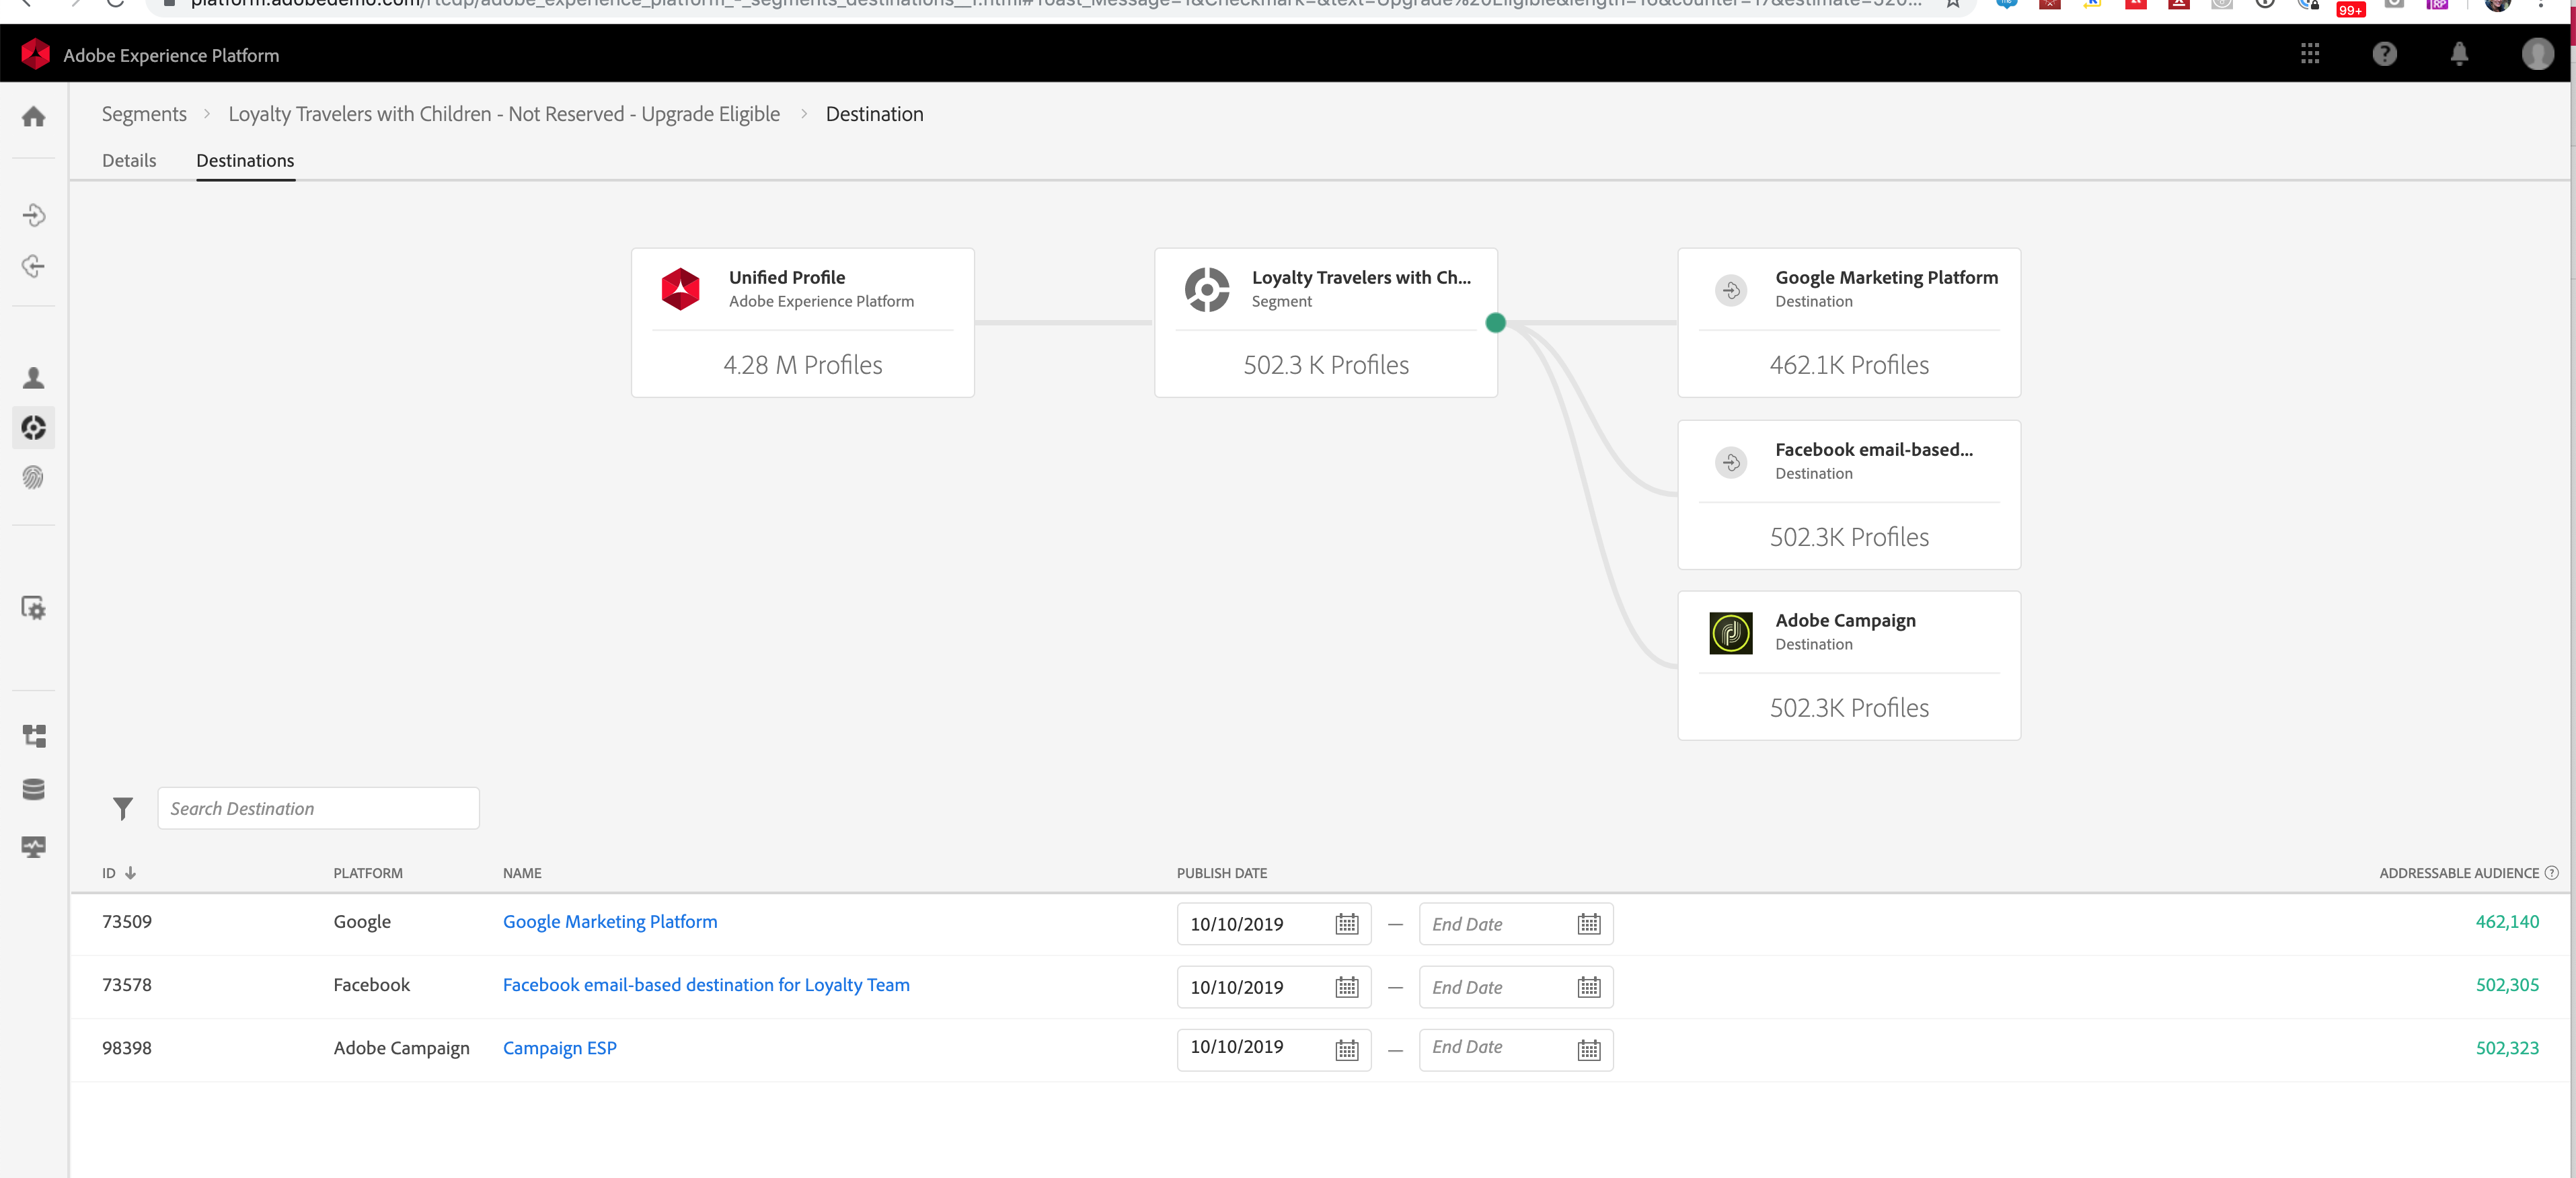 Adobe Experience Platform
Segments > Loyalty Travelers with Children - Not Reserved - Upgrade Eligible > Destination
Details Destinations
Unified Profile
Adobe Experience Platform
4.28 M Profiles
Loyalty Travelers with Ch...
Segment
502.3 K Profiles
Google Marketing Platform
Destination
462.1K Profiles
Facebook email-based...
Destination
502.3K Profiles
Adobe Campaign
Destination
502.3K Profiles
Search Destination
ID PLATFORM NAME PUBLISH DATE ADDRESSABLE AUDIENCE
73509 Google Google Marketing Platform 10/10/2019 — End Date 462,140
73578 Facebook Facebook email-based destination for Loyalty Team 10/10/2019 — End Date 502,305
98398 Adobe Campaign Campaign ESP 10/10/2019 — End Date 502,323
99+